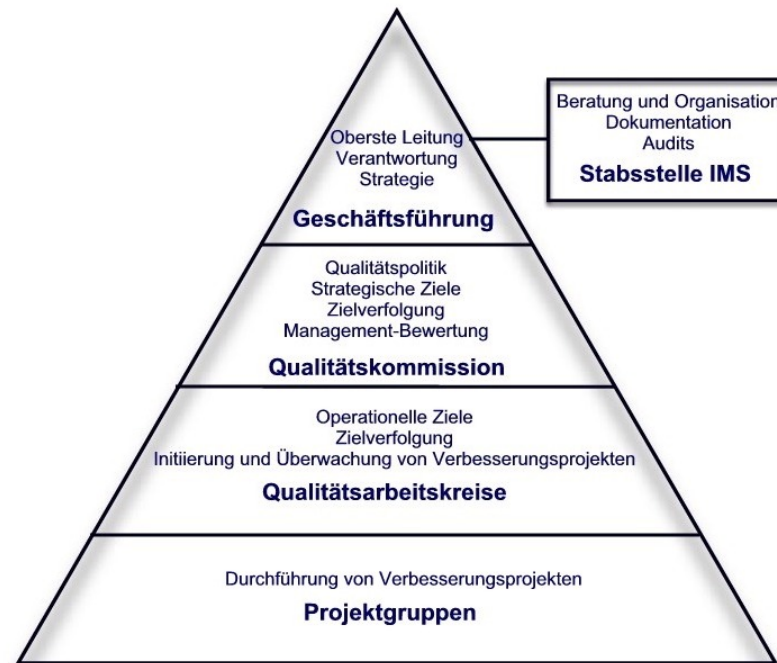 Oberste Leitung
Verantwortung
Strategie
Geschäftsführung
Beratung und Organisation
Dokumentation
Audits
Stabsstelle IMS
Qualitätspolitik
Strategische Ziele
Zielverfolgung
Management-Bewertung
Qualitätskommission
Operationelle Ziele
Zielverfolgung
Initiierung und Überwachung von Verbesserungsprojekten
Qualitätsarbeitskreise
Durchführung von Verbesserungsprojekten
Projektgruppen